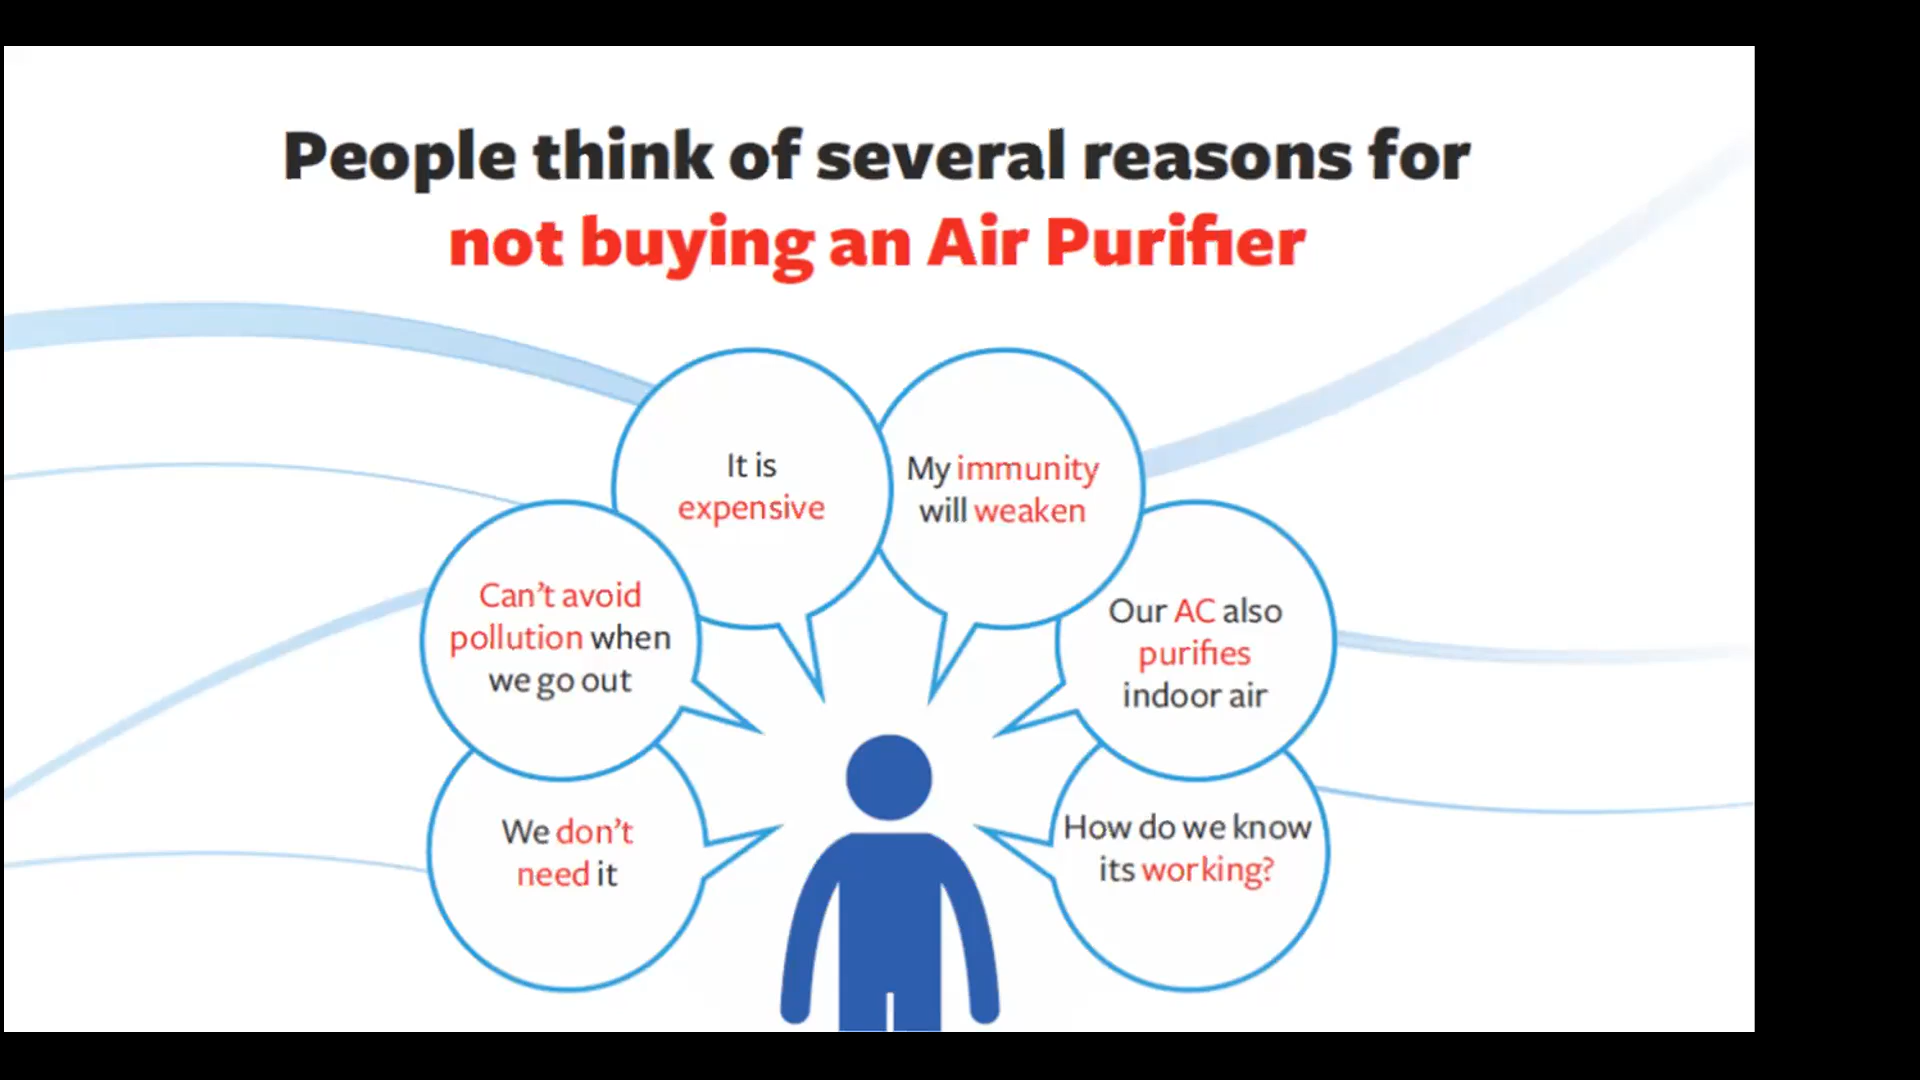 People think of several reasons for
not buying an Air Purifier
It is
expensive
My immunity
will weaken
Can't avoid
pollution when
we go out
Our AC also
purifies
indoor air
We don't
need it
How do we know
its working?